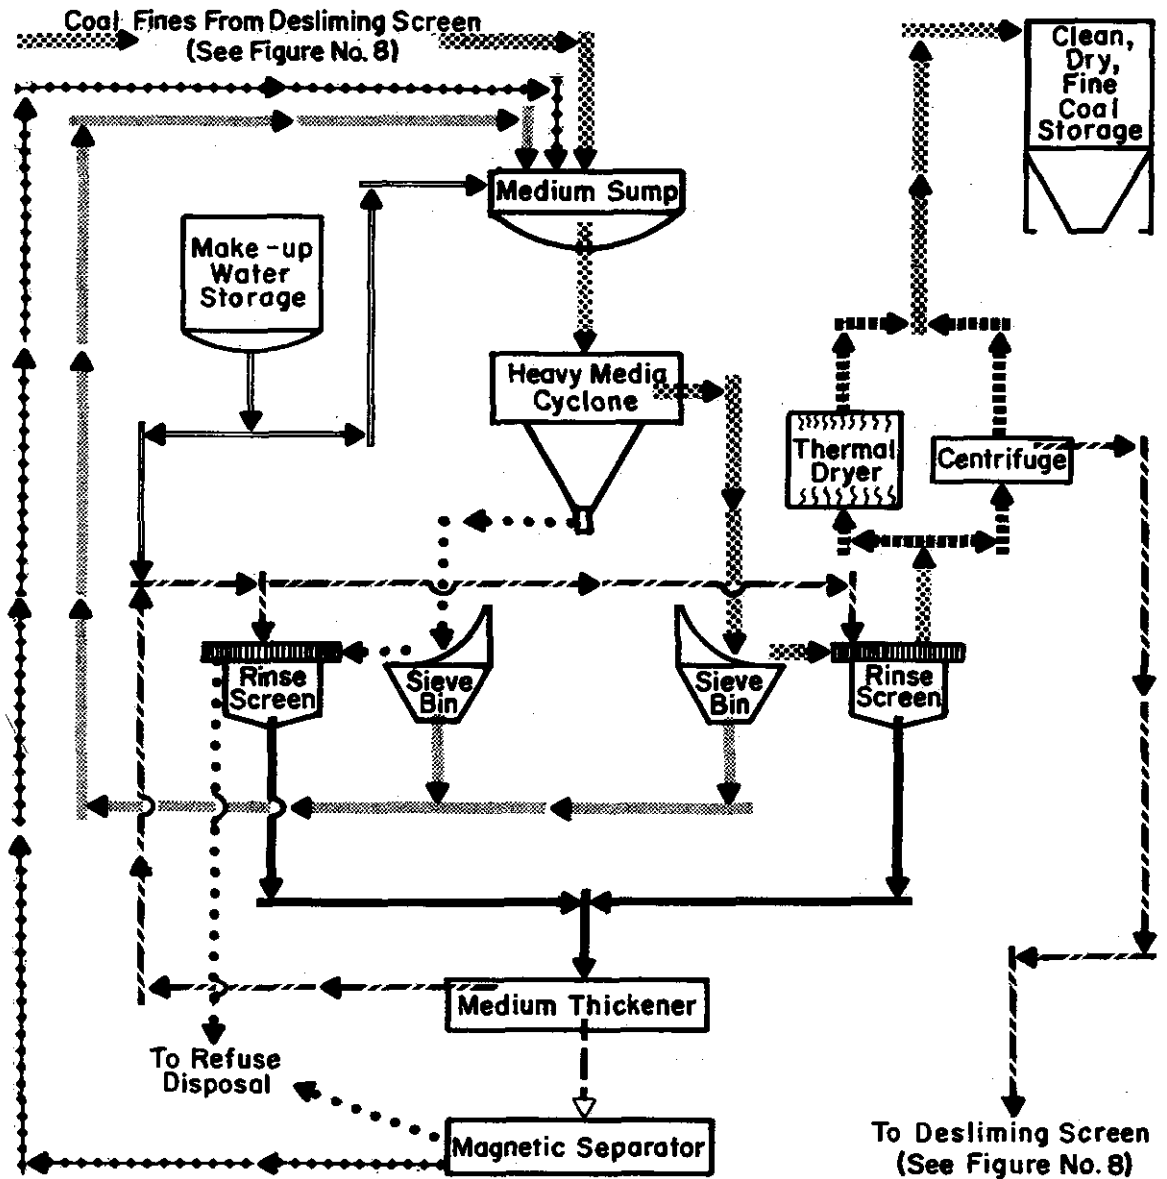 Coal Fines From Desliming Screen
(See Figure No. 8)
Clean,
Dry,
Fine
Coal
Storage
Medium Sump
Make-up
Water
Storage
Heavy Media
Cyclone
Thermal
Dryer
Centrifuge
Rinse
Screen
Sieve
Bin
Sieve
Bin
Rinse
Screen
Medium Thickener
To Refuse
Disposal
Magnetic Separator
To Desliming Screen
(See Figure No. 8)